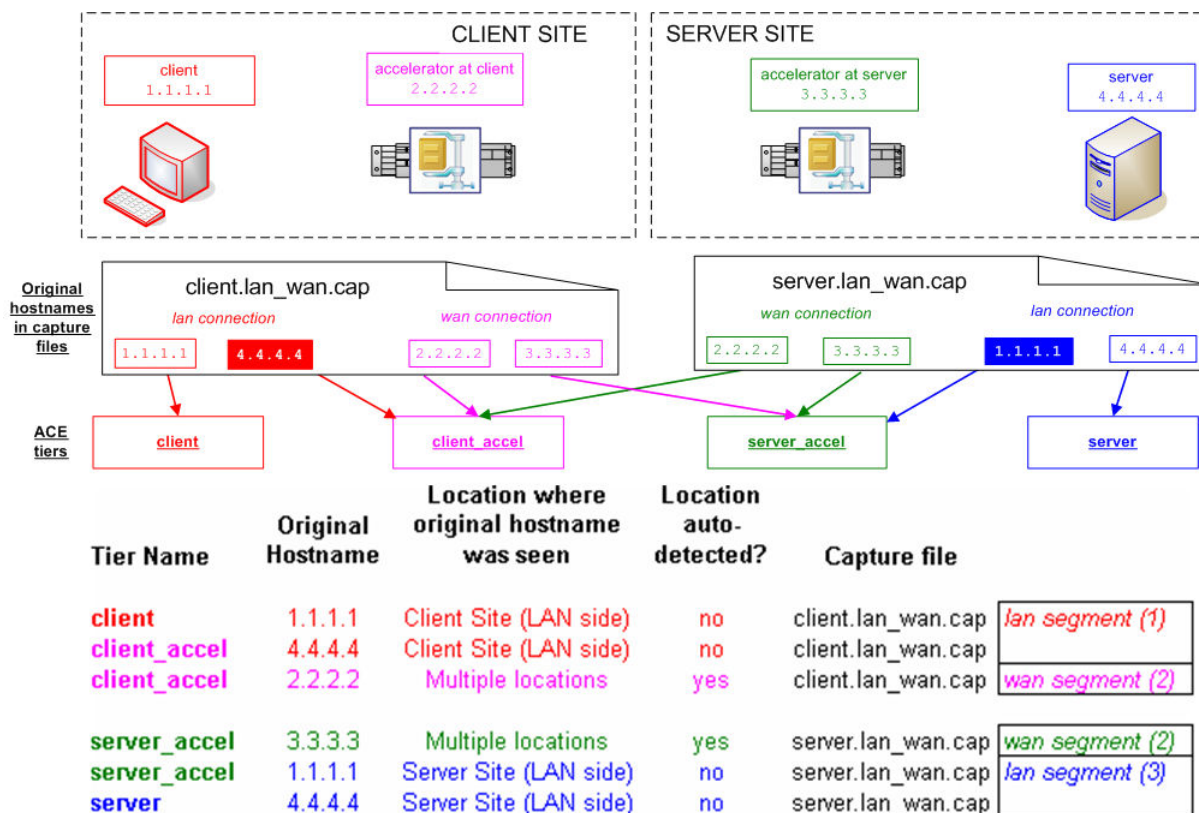 CLIENT SITE
SERVER SITE
client
1.1.1.1
accelerator at client
2.2.2.2
accelerator at server
3.3.3.3
server
4.4.4.4
Original hostnames in capture files
client.lan_wan.cap
lan connection
wan connection
1.1.1.1
4.4.4.4
2.2.2.2
3.3.3.3
server.lan_wan.cap
wan connection
lan connection
2.2.2.2
3.3.3.3
1.1.1.1
4.4.4.4
ACE tiers
client
client_accel
server_accel
server
Tier Name
Original Hostname
Location where original hostname was seen
Location auto-detected?
Capture file
client 1.1.1.1 Client Site (LAN side) no client.lan_wan.cap lan segment (1)
client_accel 4.4.4.4 Client Site (LAN side) no client.lan_wan.cap
client_accel 2.2.2.2 Multiple locations yes client.lan_wan.cap wan segment (2)
server_accel 3.3.3.3 Multiple locations yes server.lan_wan.cap wan segment (2)
server_accel 1.1.1.1 Server Site (LAN side) no server.lan_wan.cap lan segment (3)
server 4.4.4.4 Server Site (LAN side) no server.lan_wan.cap